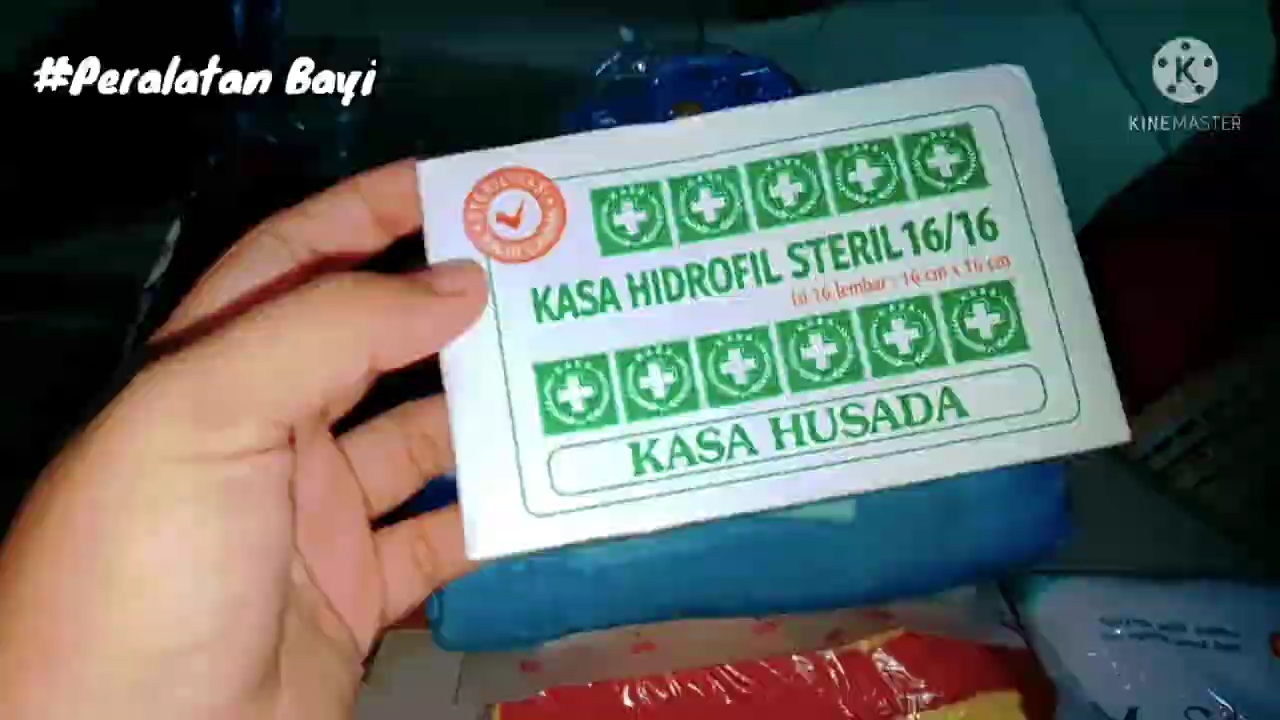 #Peralatan Bayi
KINEMASTER
KASA HIDROFIL STERIL 16/16
Isi 16 lembar : 16 cm x 16 cm
KASA HUSADA